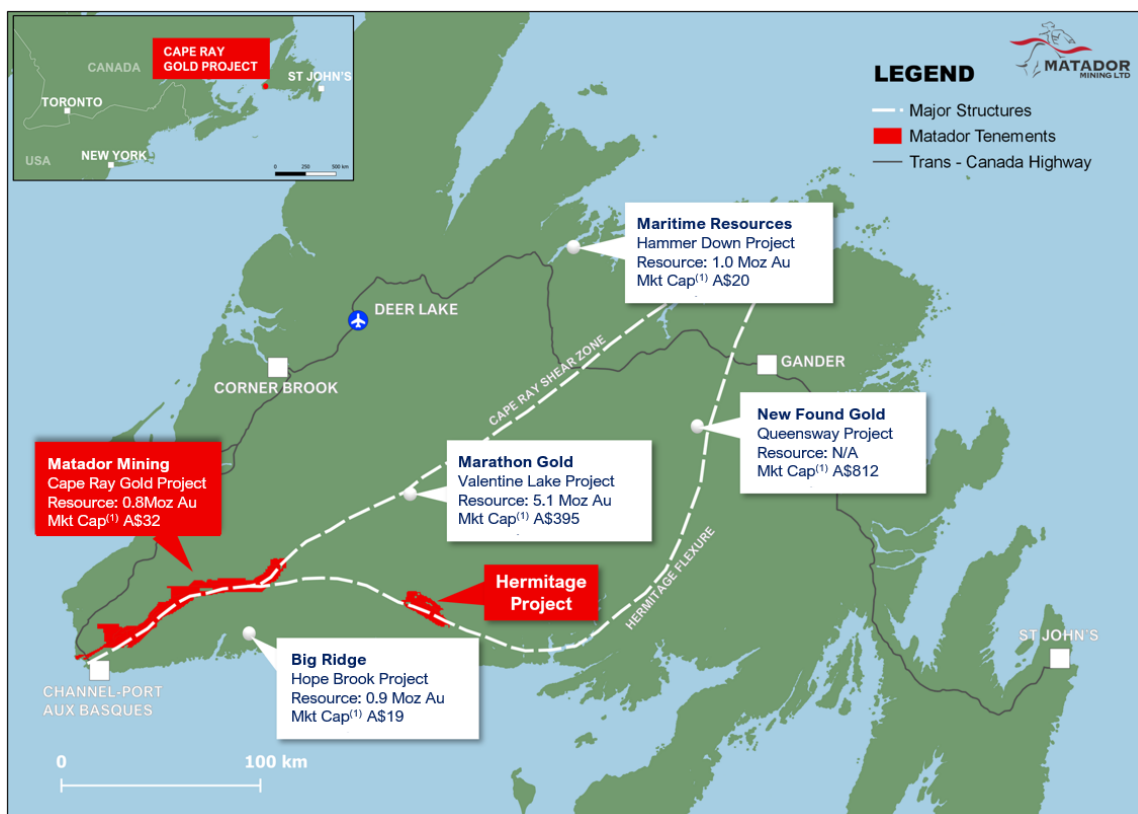 CANADA
CAPE RAY
GOLD PROJECT
ST JOHN'S
TORONTO
USA
NEW YORK
0 250 500 km
MATADOR
MINING LTD
LEGEND
Major Structures
Matador Tenements
Trans - Canada Highway
Maritime Resources
Hammer Down Project
Resource: 1.0 Moz Au
Mkt Cap(1) A$20
DEER LAKE
CORNER BROOK
CAPE RAY SHEAR ZONE
GANDER
New Found Gold
Queensway Project
Resource: N/A
Mkt Cap(1) A$812
Matador Mining
Cape Ray Gold Project
Resource: 0.8Moz Au
Mkt Cap(1) A$32
Marathon Gold
Valentine Lake Project
Resource: 5.1 Moz Au
Mkt Cap(1) A$395
Hermitage
Project
HERMITAGE FLEXURE
ST JOHN'S
Big Ridge
Hope Brook Project
Resource: 0.9 Moz Au
Mkt Cap(1) A$19
CHANNEL-PORT
AUX BASQUES
0 100 km